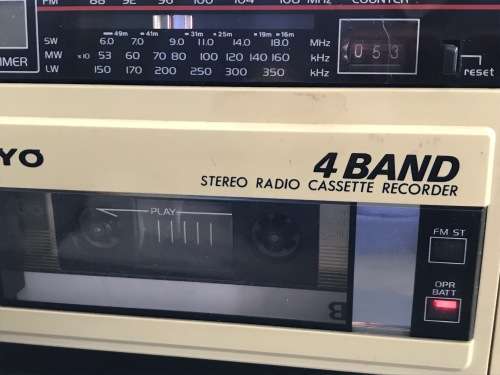 FM 88 92 96 100 104 108 MHz COUNTER
49m 41m 31m 25m 19m 16m
SW 6.0 7.0 9.0 11.0 14.0 18.0 MHz
MW ×10 53 60 70 80 100 120 140 160 kHz
LW 150 170 200 250 300 350 kHz
053
TIMER
reset
YO
4 BAND
STEREO RADIO CASSETTE RECORDER
PLAY
FM ST
OPR
BATT
B